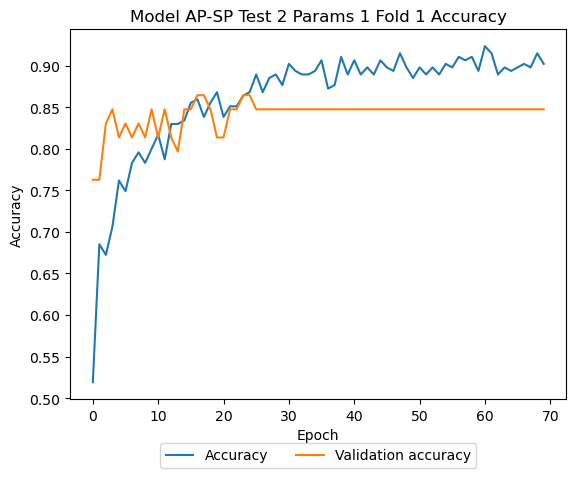 Model AP-SP Test 2 Params 1 Fold 1 Accuracy
0.90
0.85
0.80
0.75
0.70
0.65
0.60
0.55
0.50
Accuracy
0 10 20 30 40 50 60 70
Epoch
Accuracy Validation accuracy